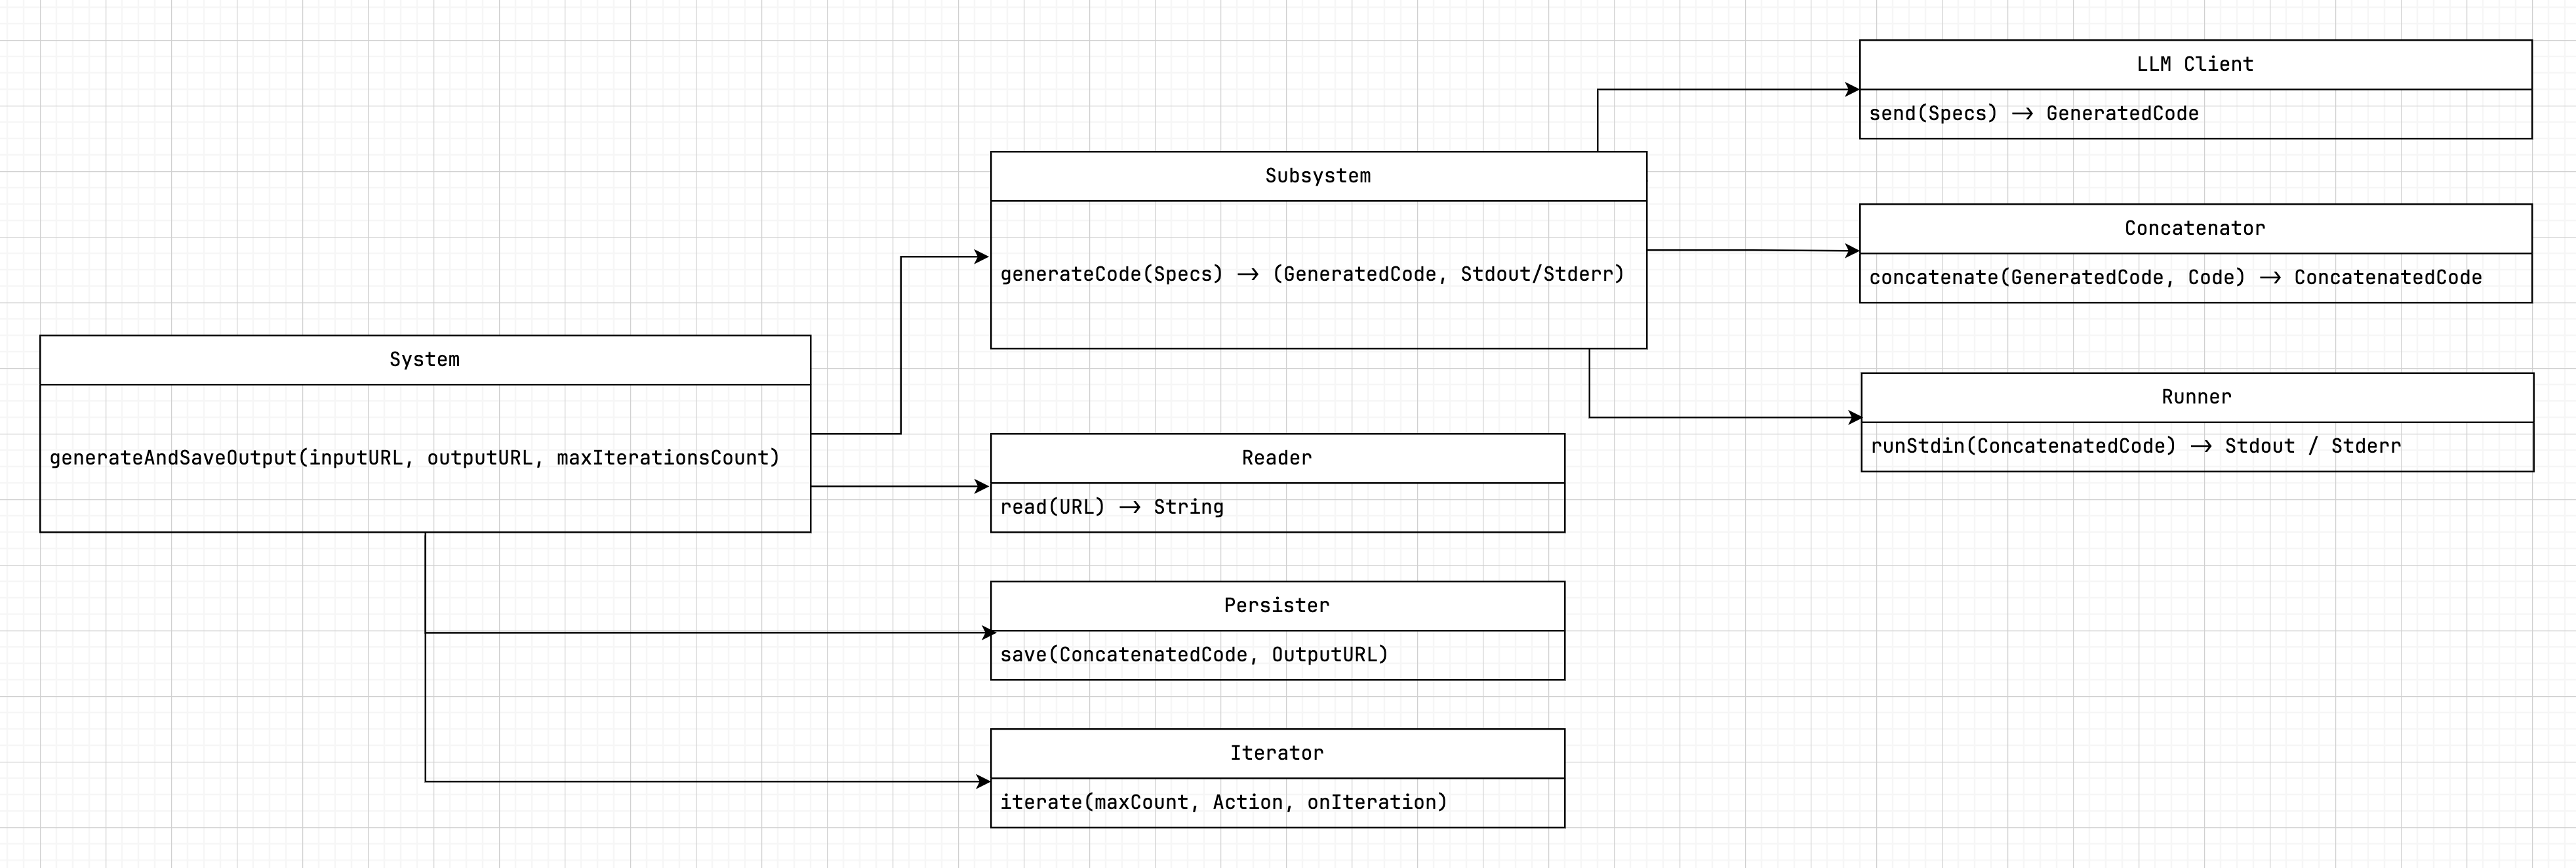 LLM Client
send(Specs) → GeneratedCode
Subsystem
generateCode(Specs) → (GeneratedCode, Stdout/Stderr)
Concatenator
concatenate(GeneratedCode, Code) → ConcatenatedCode
System
generateAndSaveOutput(inputURL, outputURL, maxIterationsCount)
Runner
runStdin(ConcatenatedCode) → Stdout / Stderr
Reader
read(URL) → String
Persister
save(ConcatenatedCode, OutputURL)
Iterator
iterate(maxCount, Action, onIteration)